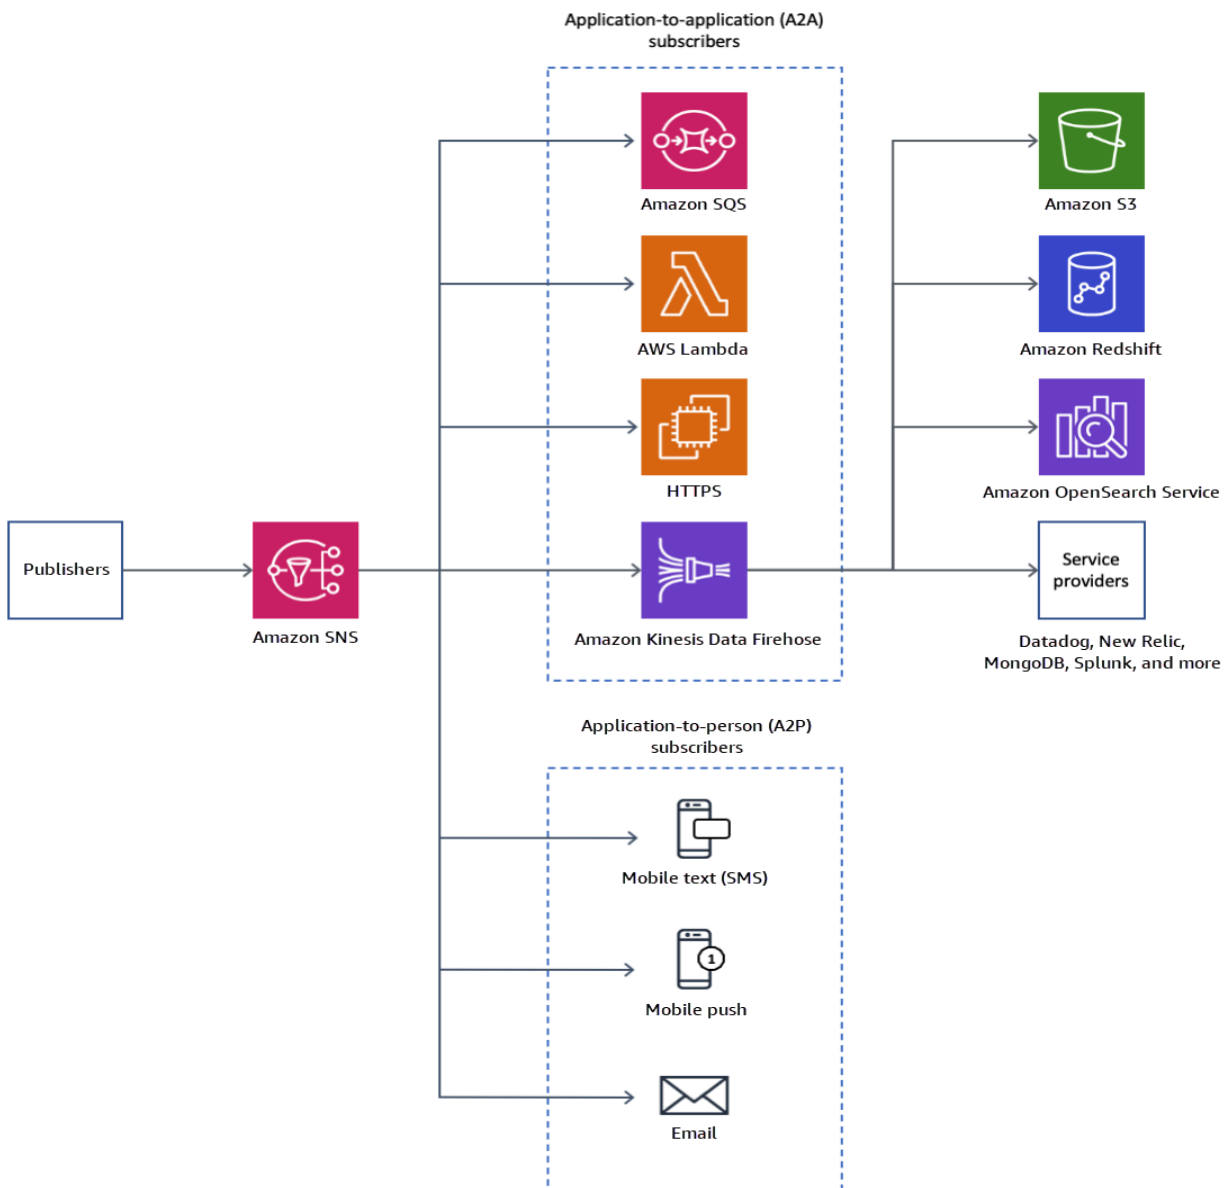 Application-to-application (A2A)
subscribers
Amazon SQS
Amazon S3
AWS Lambda
Amazon Redshift
HTTPS
Amazon OpenSearch Service
Publishers
Amazon SNS
Amazon Kinesis Data Firehose
Service
providers
Datadog, New Relic,
MongoDB, Splunk, and more
Application-to-person (A2P)
subscribers
Mobile text (SMS)
1
Mobile push
Email